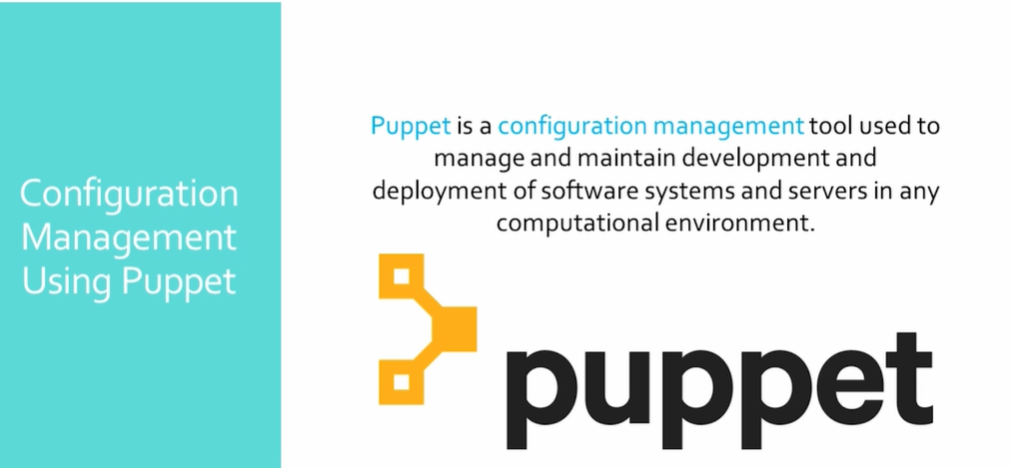 Configuration
Management
Using Puppet
Puppet is a configuration management tool used to
manage and maintain development and
deployment of software systems and servers in any
computational environment.
puppet